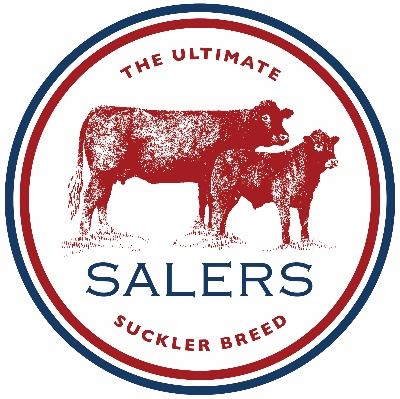 THE ULTIMATE
SALERS
SUCKLER BREED